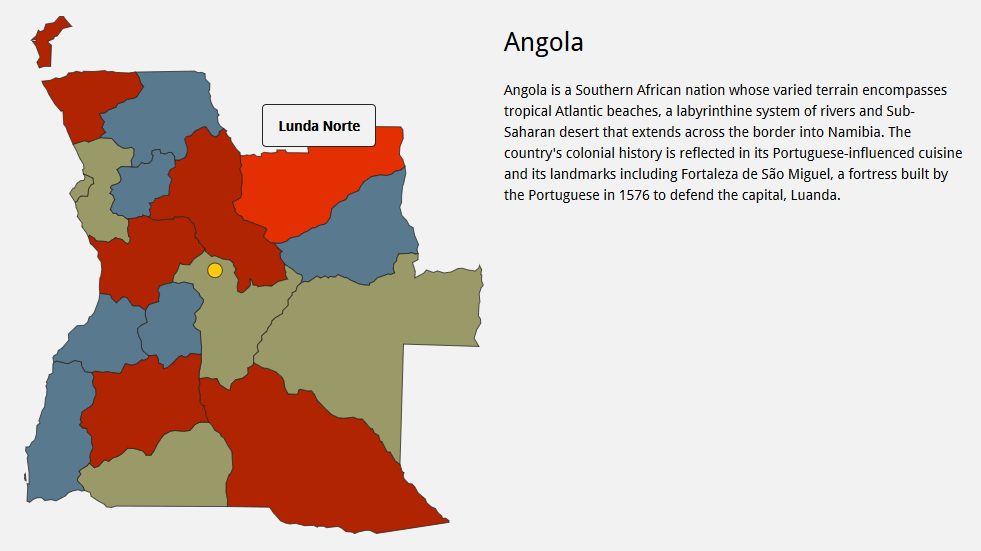 Lunda Norte
Angola
Angola is a Southern African nation whose varied terrain encompasses
tropical Atlantic beaches, a labyrinthine system of rivers and Sub-
Saharan desert that extends across the border into Namibia. The
country's colonial history is reflected in its Portuguese-influenced cuisine
and its landmarks including Fortaleza de São Miguel, a fortress built by
the Portuguese in 1576 to defend the capital, Luanda.